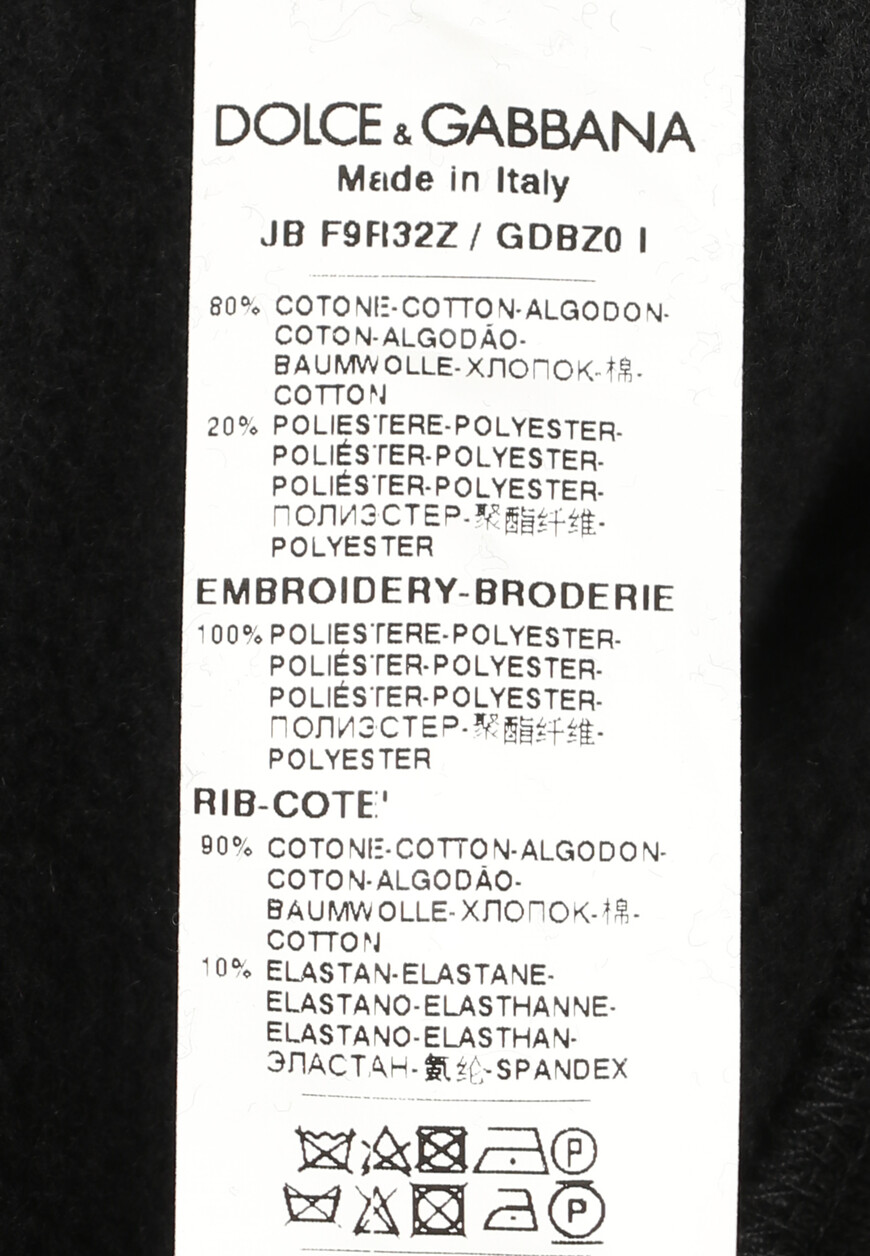 DOLCE & GABBANA
Made in Italy
JB F9R32Z / GDBZ0 I
80% COTONE-COTTON-ALGODON-
COTON-ALGODÃO-
BAUMWOLLE-ХЛОПОК-棉-
COTTON
20% POLIESTERE-POLYESTER-
POLIÉSTER-POLYESTER-
POLIÉSTER-POLYESTER-
ПОЛИЭСТЕР-聚酯纤维-
POLYESTER
EMBROIDERY-BRODERIE
100% POLIESTERE-POLYESTER-
POLIÉSTER-POLYESTER-
POLIÉSTER-POLYESTER-
ПОЛИЭСТЕР-聚酯纤维-
POLYESTER
RIB-COTE'
90% COTONE-COTTON-ALGODON-
COTON-ALGODÃO-
BAUMWOLLE-ХЛОПОК-棉-
COTTON
10% ELASTAN-ELASTANE-
ELASTANO-ELASTHANNE-
ELASTANO-ELASTHAN-
ЭЛАСТАН-氨纶-SPANDEX
P
P